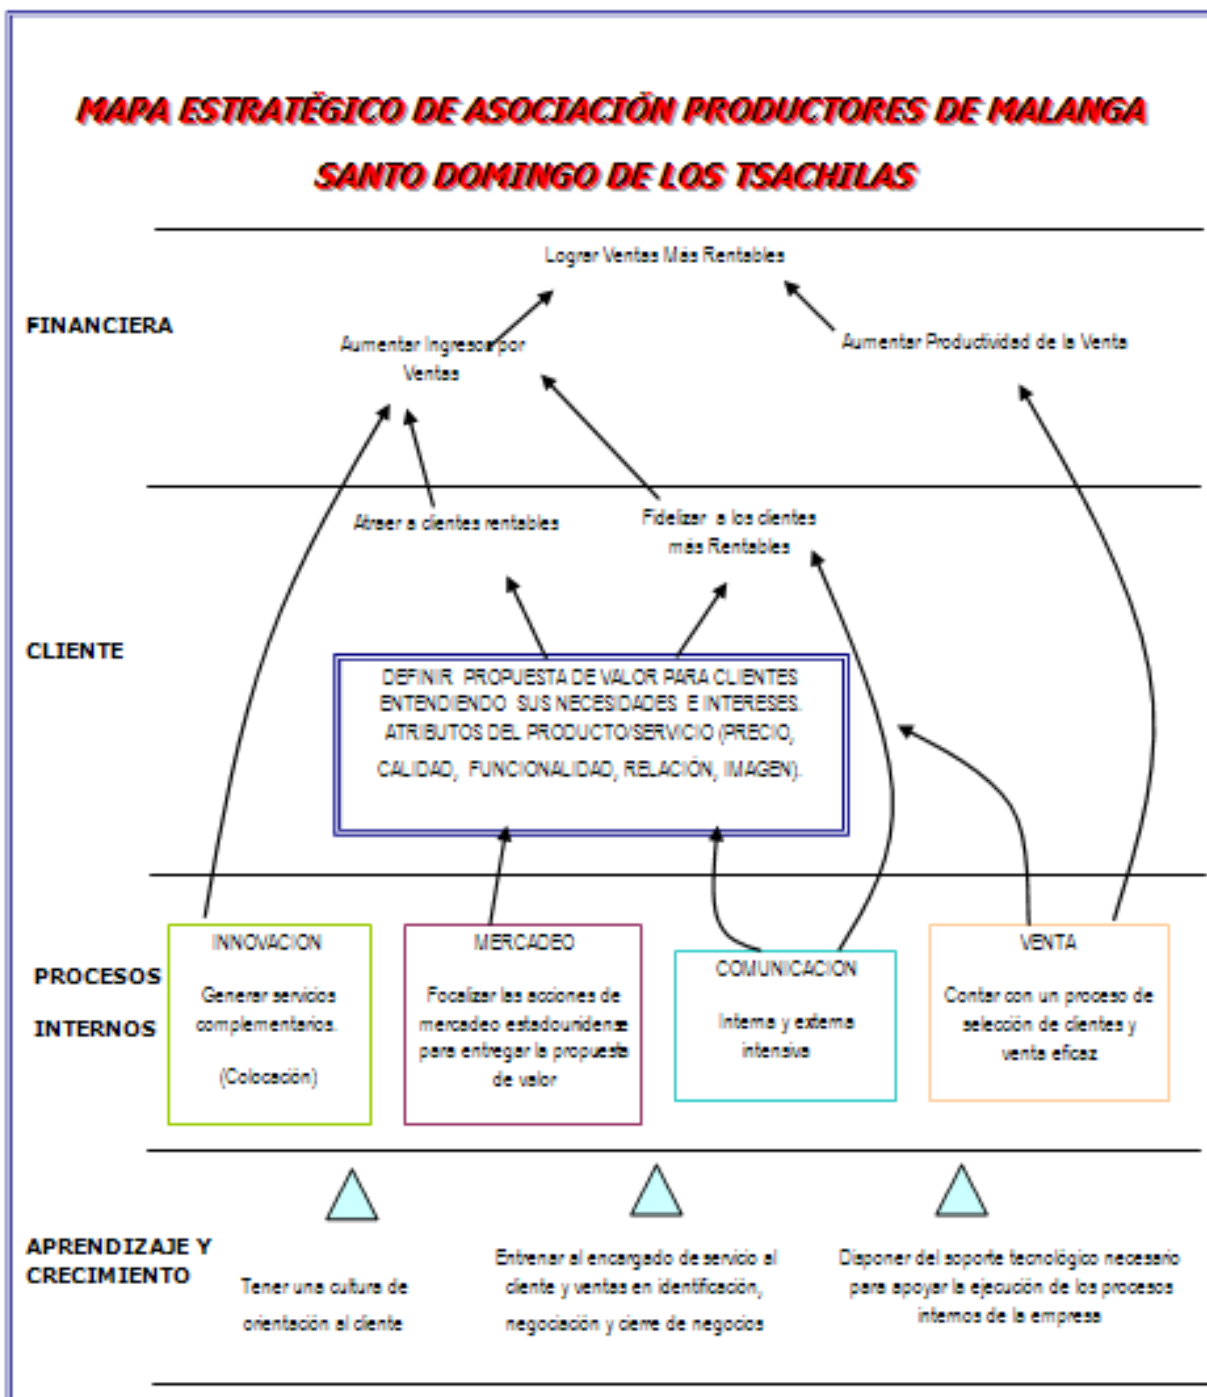 MAPA ESTRATÉGICO DE ASOCIACIÓN PRODUCTORES DE MALANGA
SANTO DOMINGO DE LOS TSACHILAS
Lograr Ventas Más Rentables
FINANCIERA
Aumentar Ingresos por
Ventas
Aumentar Productividad de la Venta
Atraer a clientes rentables
Fidelizar a los clientes
más Rentables
CLIENTE
DEFINIR PROPUESTA DE VALOR PARA CLIENTES
ENTENDIENDO SUS NECESIDADES E INTERESES.
ATRIBUTOS DEL PRODUCTO/SERVICIO (PRECIO,
CALIDAD, FUNCIONALIDAD, RELACIÓN, IMAGEN).
PROCESOS
INTERNOS
INNOVACION
Generar servicios
complementarios.
(Colocación)
MERCADEO
Focalizar las acciones de
mercadeo estadounidense
para entregar la propuesta
de valor
COMUNICACION
Interna y externa
intensiva
VENTA
Contar con un proceso de
selección de clientes y
venta eficaz
APRENDIZAJE Y
CRECIMIENTO
Tener una cultura de
orientación al cliente
Entrenar al encargado de servicio al
cliente y ventas en identificación,
negociación y cierre de negocios
Disponer del soporte tecnológico necesario
para apoyar la ejecución de los procesos
internos de la empresa